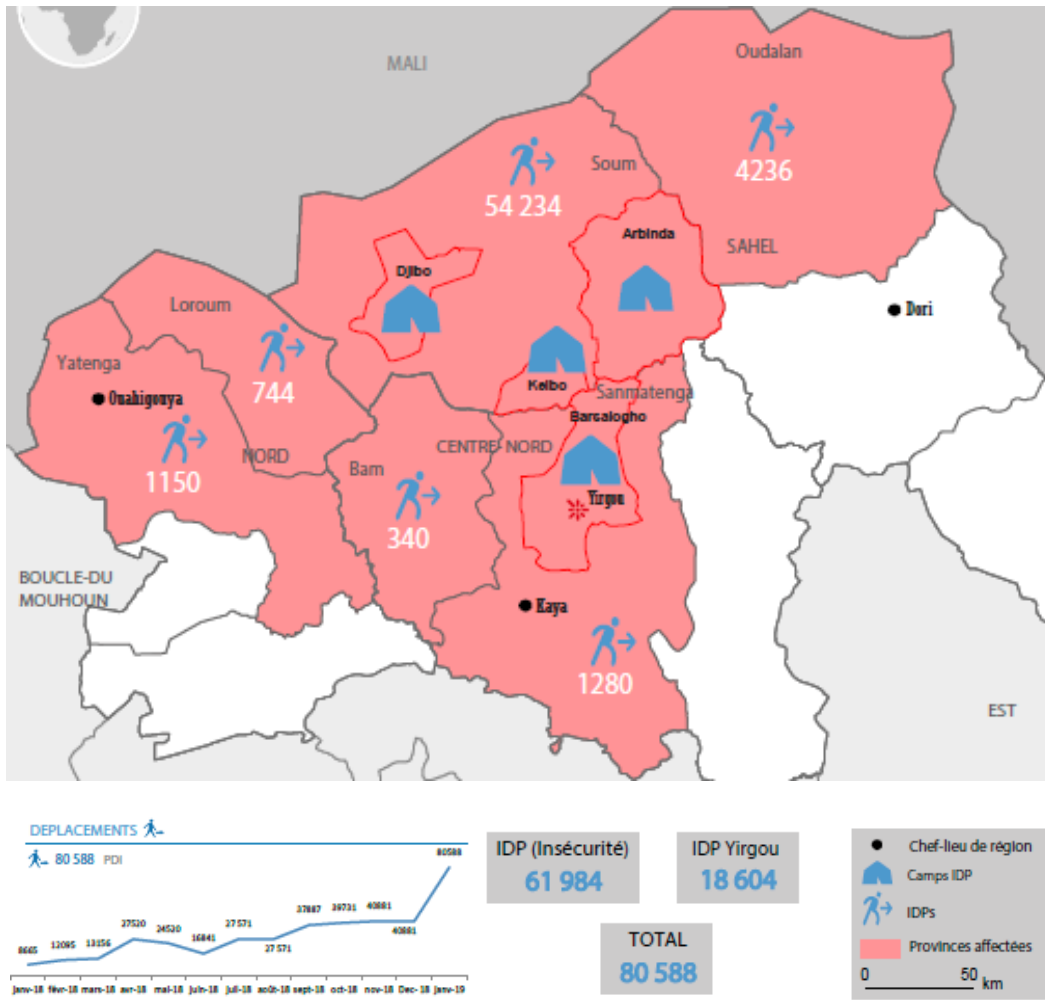 MALI
Oudalan
4236
Soum
54 234
Arbinda
SAHEL
Djibo
Loroum
Dori
Yatenga
744
Kelbo
Sanmatenga
Ouahigouya
Barsalogho
CENTRE-NORD
NORD
Bam
1150
Yirgou
340
BOUCLE-DU
MOUHOUN
Kaya
1280
EST
DEPLACEMENTS
80 588 PDI
8665 12095 13156 27520 24520 16841 27 571 27 571 37887 39731 40881 40881 80588
Janv-18 févr-18 mars-18 avr-18 mai-18 juin-18 juil-18 août-18 sept-18 oct-18 nov-18 Dec- 18 janv-19
IDP (Insécurité)
61 984
IDP Yirgou
18 604
TOTAL
80 588
Chef-lieu de région
Camps IDP
IDPs
Provinces affectées
0 50 km